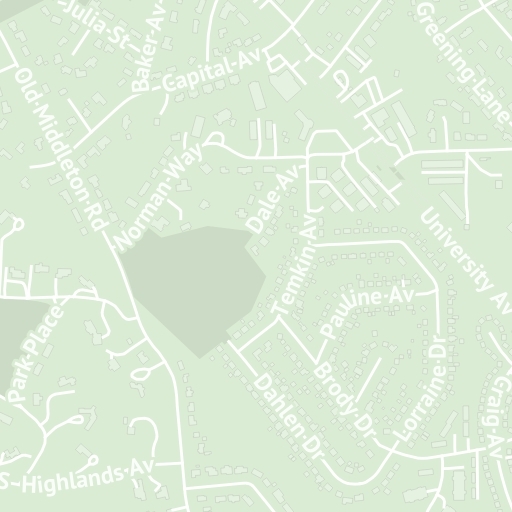 Julia St
Baker Av
Greening Lane
Capital Av
Old Middleton Rd
Norman Way
Dale Av
University Av
Temkin Av
Pauline Av
Park Place
Lorraine Dr
Brody Dr
Craig Av
Dahlen Dr
S Highlands Av